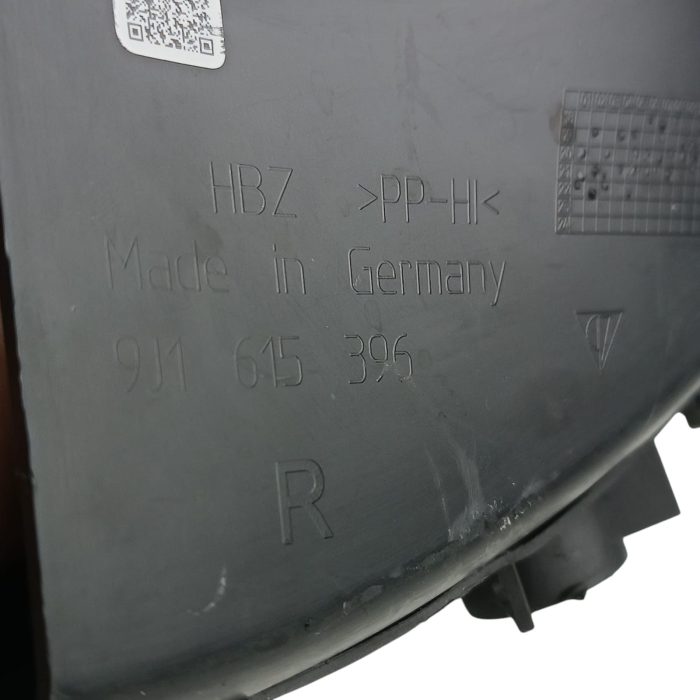 HBZ >PP-HI<
Made in Germany
9J1 615 396
R